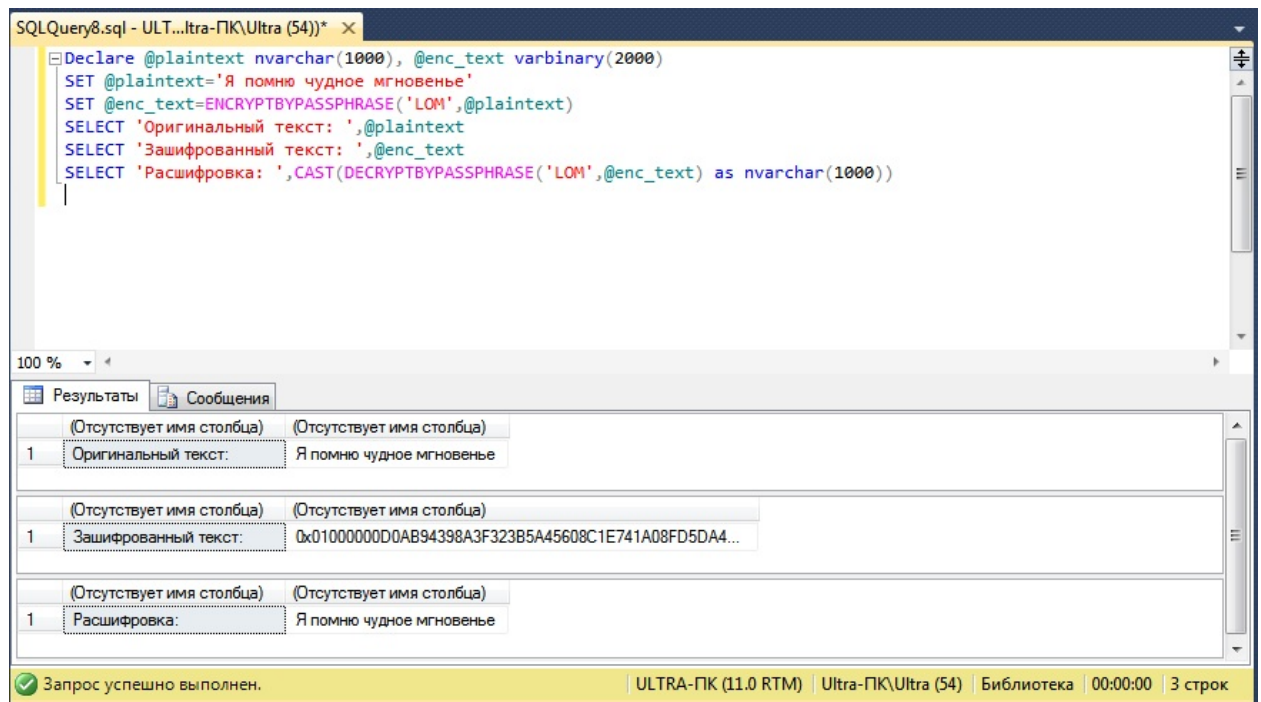 SQLQuery8.sql - ULT...ltra-ПК\Ultra (54))*
Declare @plaintext nvarchar(1000), @enc_text varbinary(2000)
SET @plaintext='Я помню чудное мгновенье'
SET @enc_text=ENCRYPTBYPASSPHRASE('LOM',@plaintext)
SELECT 'Оригинальный текст: ',@plaintext
SELECT 'Зашифрованный текст: ',@enc_text
SELECT 'Расшифровка: ',CAST(DECRYPTBYPASSPHRASE('LOM',@enc_text) as nvarchar(1000))
100 %
Результаты Сообщения
(Отсутствует имя столбца) (Отсутствует имя столбца)
1 Оригинальный текст: Я помню чудное мгновенье
(Отсутствует имя столбца) (Отсутствует имя столбца)
1 Зашифрованный текст: 0x01000000D0AB94398A3F323B5A45608C1E741A08FD5DA4...
(Отсутствует имя столбца) (Отсутствует имя столбца)
1 Расшифровка: Я помню чудное мгновенье
Запрос успешно выполнен. ULTRA-ПК (11.0 RTM) Ultra-ПК\Ultra (54) Библиотека 00:00:00 3 строк